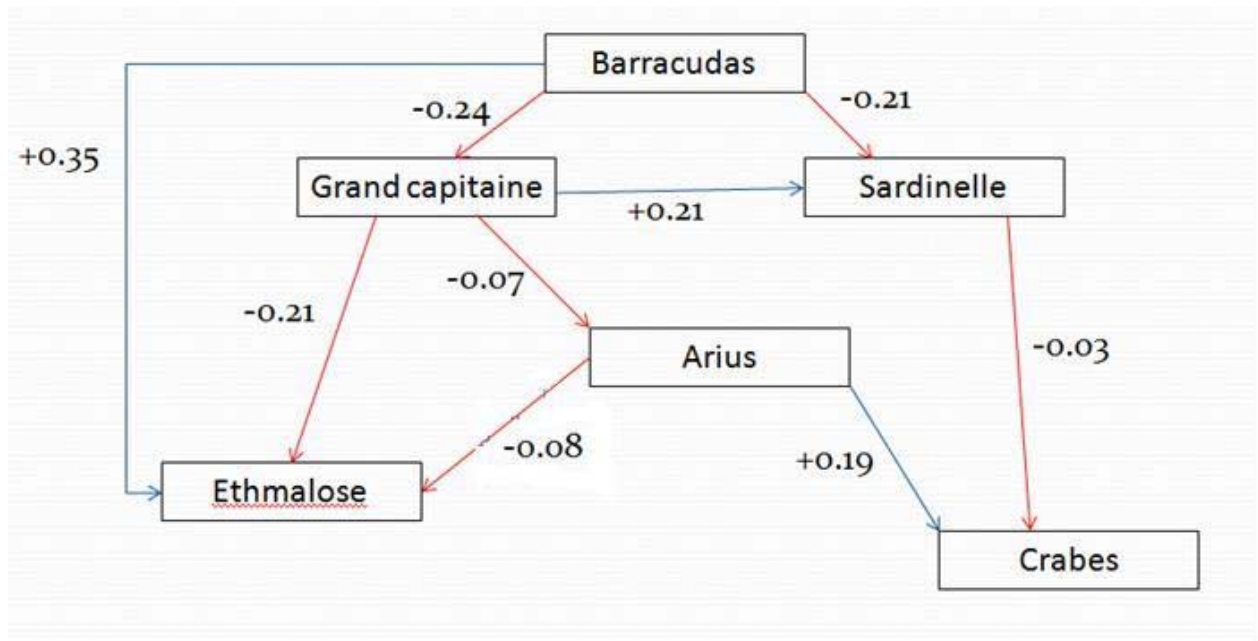 Barracudas
-0.24
-0.21
+0.35
Grand capitaine
+0.21
Sardinelle
-0.07
-0.21
-0.03
Arius
-0.08
+0.19
Ethmalose
Crabes